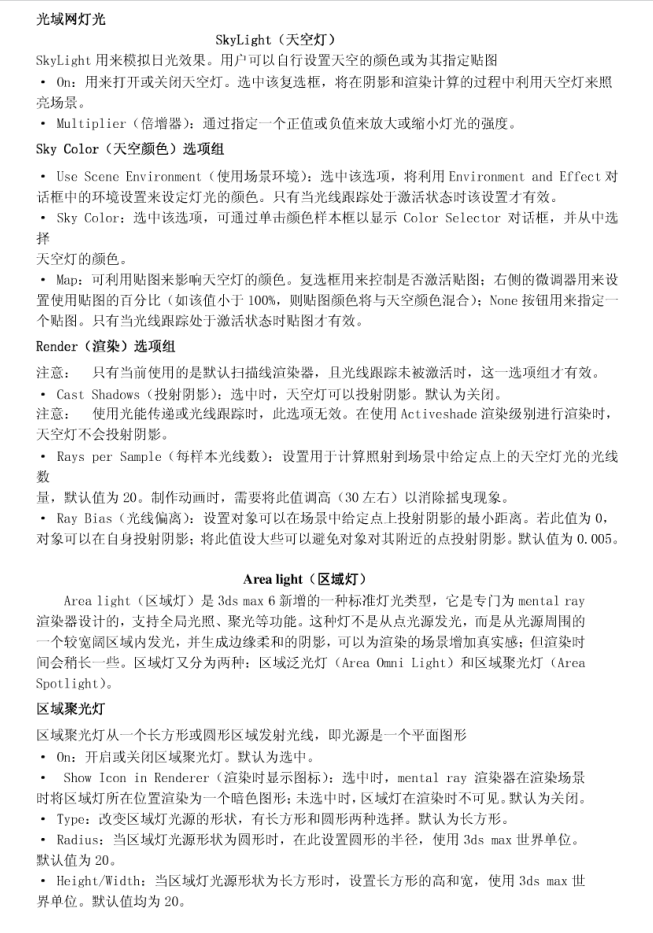 光域网灯光
SkyLight（天空灯）
SkyLight 用来模拟日光效果。用户可以自行设置天空的颜色或为其指定贴图
· On：用来打开或关闭天空灯。选中该复选框，将在阴影和渲染计算的过程中利用天空灯来照
亮场景。
· Multiplier（倍增器）：通过指定一个正值或负值来放大或缩小灯光的强度。
Sky Color（天空颜色）选项组
· Use Scene Environment（使用场景环境）：选中该选项，将利用 Environment and Effect 对
话框中的环境设置来设定灯光的颜色。只有当光线跟踪处于激活状态时该设置才有效。
· Sky Color：选中该选项，可通过单击颜色样本框以显示 Color Selector 对话框，并从中选
择
天空灯的颜色。
· Map：可利用贴图来影响天空灯的颜色。复选框用来控制是否激活贴图；右侧的微调器用来设
置使用贴图的百分比（如该值小于 100%，则贴图颜色将与天空颜色混合）；None 按钮用来指定一
个贴图。只有当光线跟踪处于激活状态时贴图才有效。
Render（渲染）选项组
注意： 只有当前使用的是默认扫描线渲染器，且光线跟踪未被激活时，这一选项组才有效。
· Cast Shadows（投射阴影）：选中时，天空灯可以投射阴影。默认为关闭。
注意： 使用光能传递或光线跟踪时，此选项无效。在使用 Activeshade 渲染级别进行渲染时，
天空灯不会投射阴影。
· Rays per Sample（每样本光线数）：设置用于计算照射到场景中给定点上的天空灯光的光线
数
量，默认值为 20。制作动画时，需要将此值调高（30 左右）以消除摇曳现象。
· Ray Bias（光线偏离）：设置对象可以在场景中给定点上投射阴影的最小距离。若此值为 0，
对象可以在自身投射阴影；将此值设大些可以避免对象对其附近的点投射阴影。默认值为 0.005。
Area light（区域灯）
Area light（区域灯）是 3ds max 6 新增的一种标准灯光类型，它是专门为 mental ray
渲染器设计的，支持全局光照、聚光等功能。这种灯不是从点光源发光，而是从光源周围的
一个较宽阔区域内发光，并生成边缘柔和的阴影，可以为渲染的场景增加真实感；但渲染时
间会稍长一些。区域灯又分为两种：区域泛光灯（Area Omni Light）和区域聚光灯（Area
Spotlight）。
区域聚光灯
区域聚光灯从一个长方形或圆形区域发射光线，即光源是一个平面图形
· On：开启或关闭区域聚光灯。默认为选中。
· Show Icon in Renderer（渲染时显示图标）：选中时，mental ray 渲染器在渲染场景
时将区域灯所在位置渲染为一个暗色图形；未选中时，区域灯在渲染时不可见。默认为关闭。
· Type：改变区域灯光源的形状，有长方形和圆形两种选择。默认为长方形。
· Radius：当区域灯光源形状为圆形时，在此设置圆形的半径，使用 3ds max 世界单位。
默认值为 20。
· Height/Width：当区域灯光源形状为长方形时，设置长方形的高和宽，使用 3ds max 世
界单位。默认值均为 20。